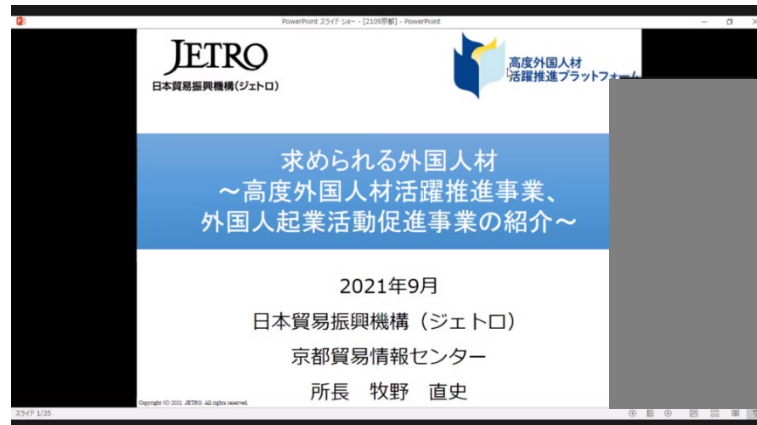 PowerPoint スライド ショー - [2109京都] - PowerPoint
JETRO
日本貿易振興機構(ジェトロ)
高度外国人材
活躍推進プラットフォーム
求められる外国人材
～高度外国人材活躍推進事業、
外国人起業活動促進事業の紹介～
2021年9月
日本貿易振興機構（ジェトロ）
京都貿易情報センター
所長 牧野 直史
Copyright (C) 2021 JETRO. All rights reserved.
スライド 1/35